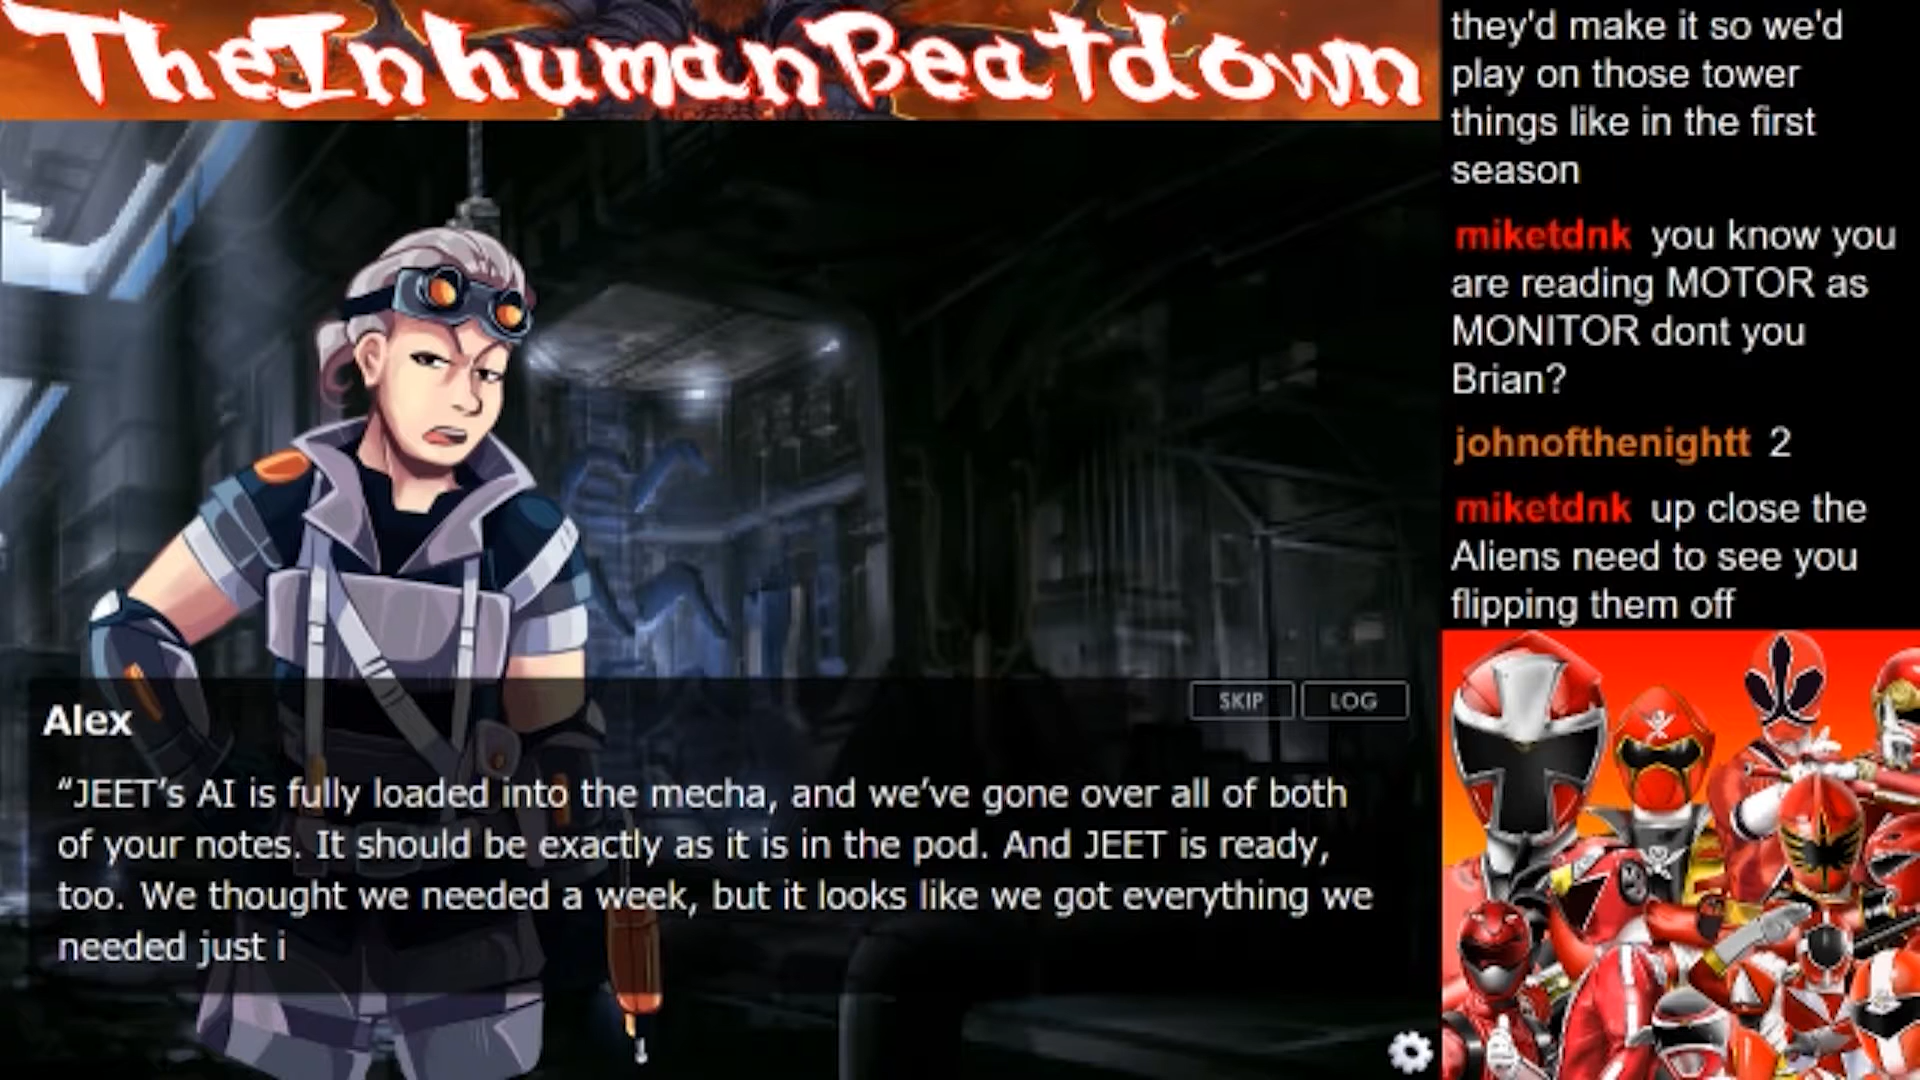 TheInhumanBeatdown
they'd make it so we'd
play on those tower
things like in the first
season
miketdnk you know you
are reading MOTOR as
MONITOR dont you
Brian?
johnofthenightt 2
miketdnk up close the
Aliens need to see you
flipping them off
SKIP LOG
Alex
“JEET’s AI is fully loaded into the mecha, and we’ve gone over all of both
of your notes. It should be exactly as it is in the pod. And JEET is ready,
too. We thought we needed a week, but it looks like we got everything we
needed just i